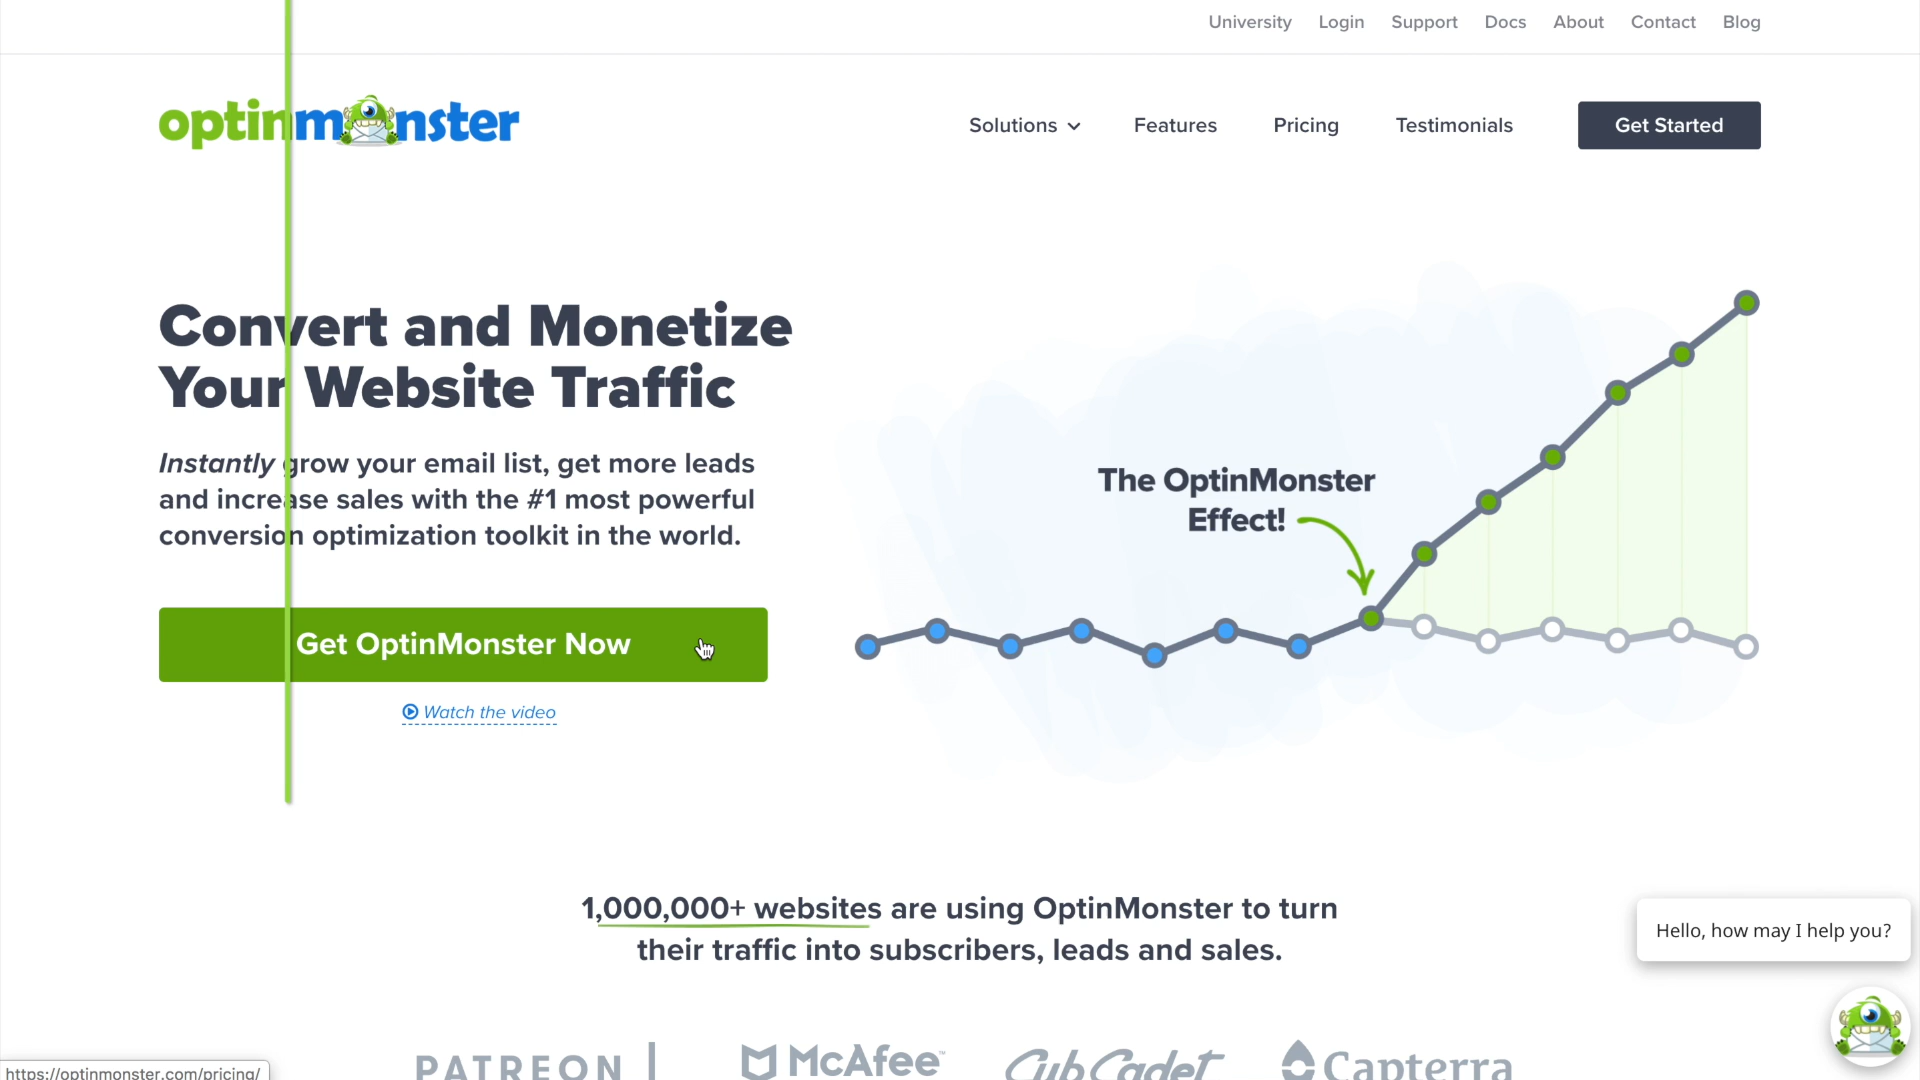 University Login Support Docs About Contact Blog
optinmonster
Solutions Features Pricing Testimonials Get Started
Convert and Monetize
Your Website Traffic
Instantly grow your email list, get more leads
and increase sales with the #1 most powerful
conversion optimization toolkit in the world.
The OptinMonster
Effect!
Get OptinMonster Now
Watch the video
1,000,000+ websites are using OptinMonster to turn
their traffic into subscribers, leads and sales.
Hello, how may I help you?
PATREON McAfee™ Cub Cadet Capterra
https://optinmonster.com/pricing/